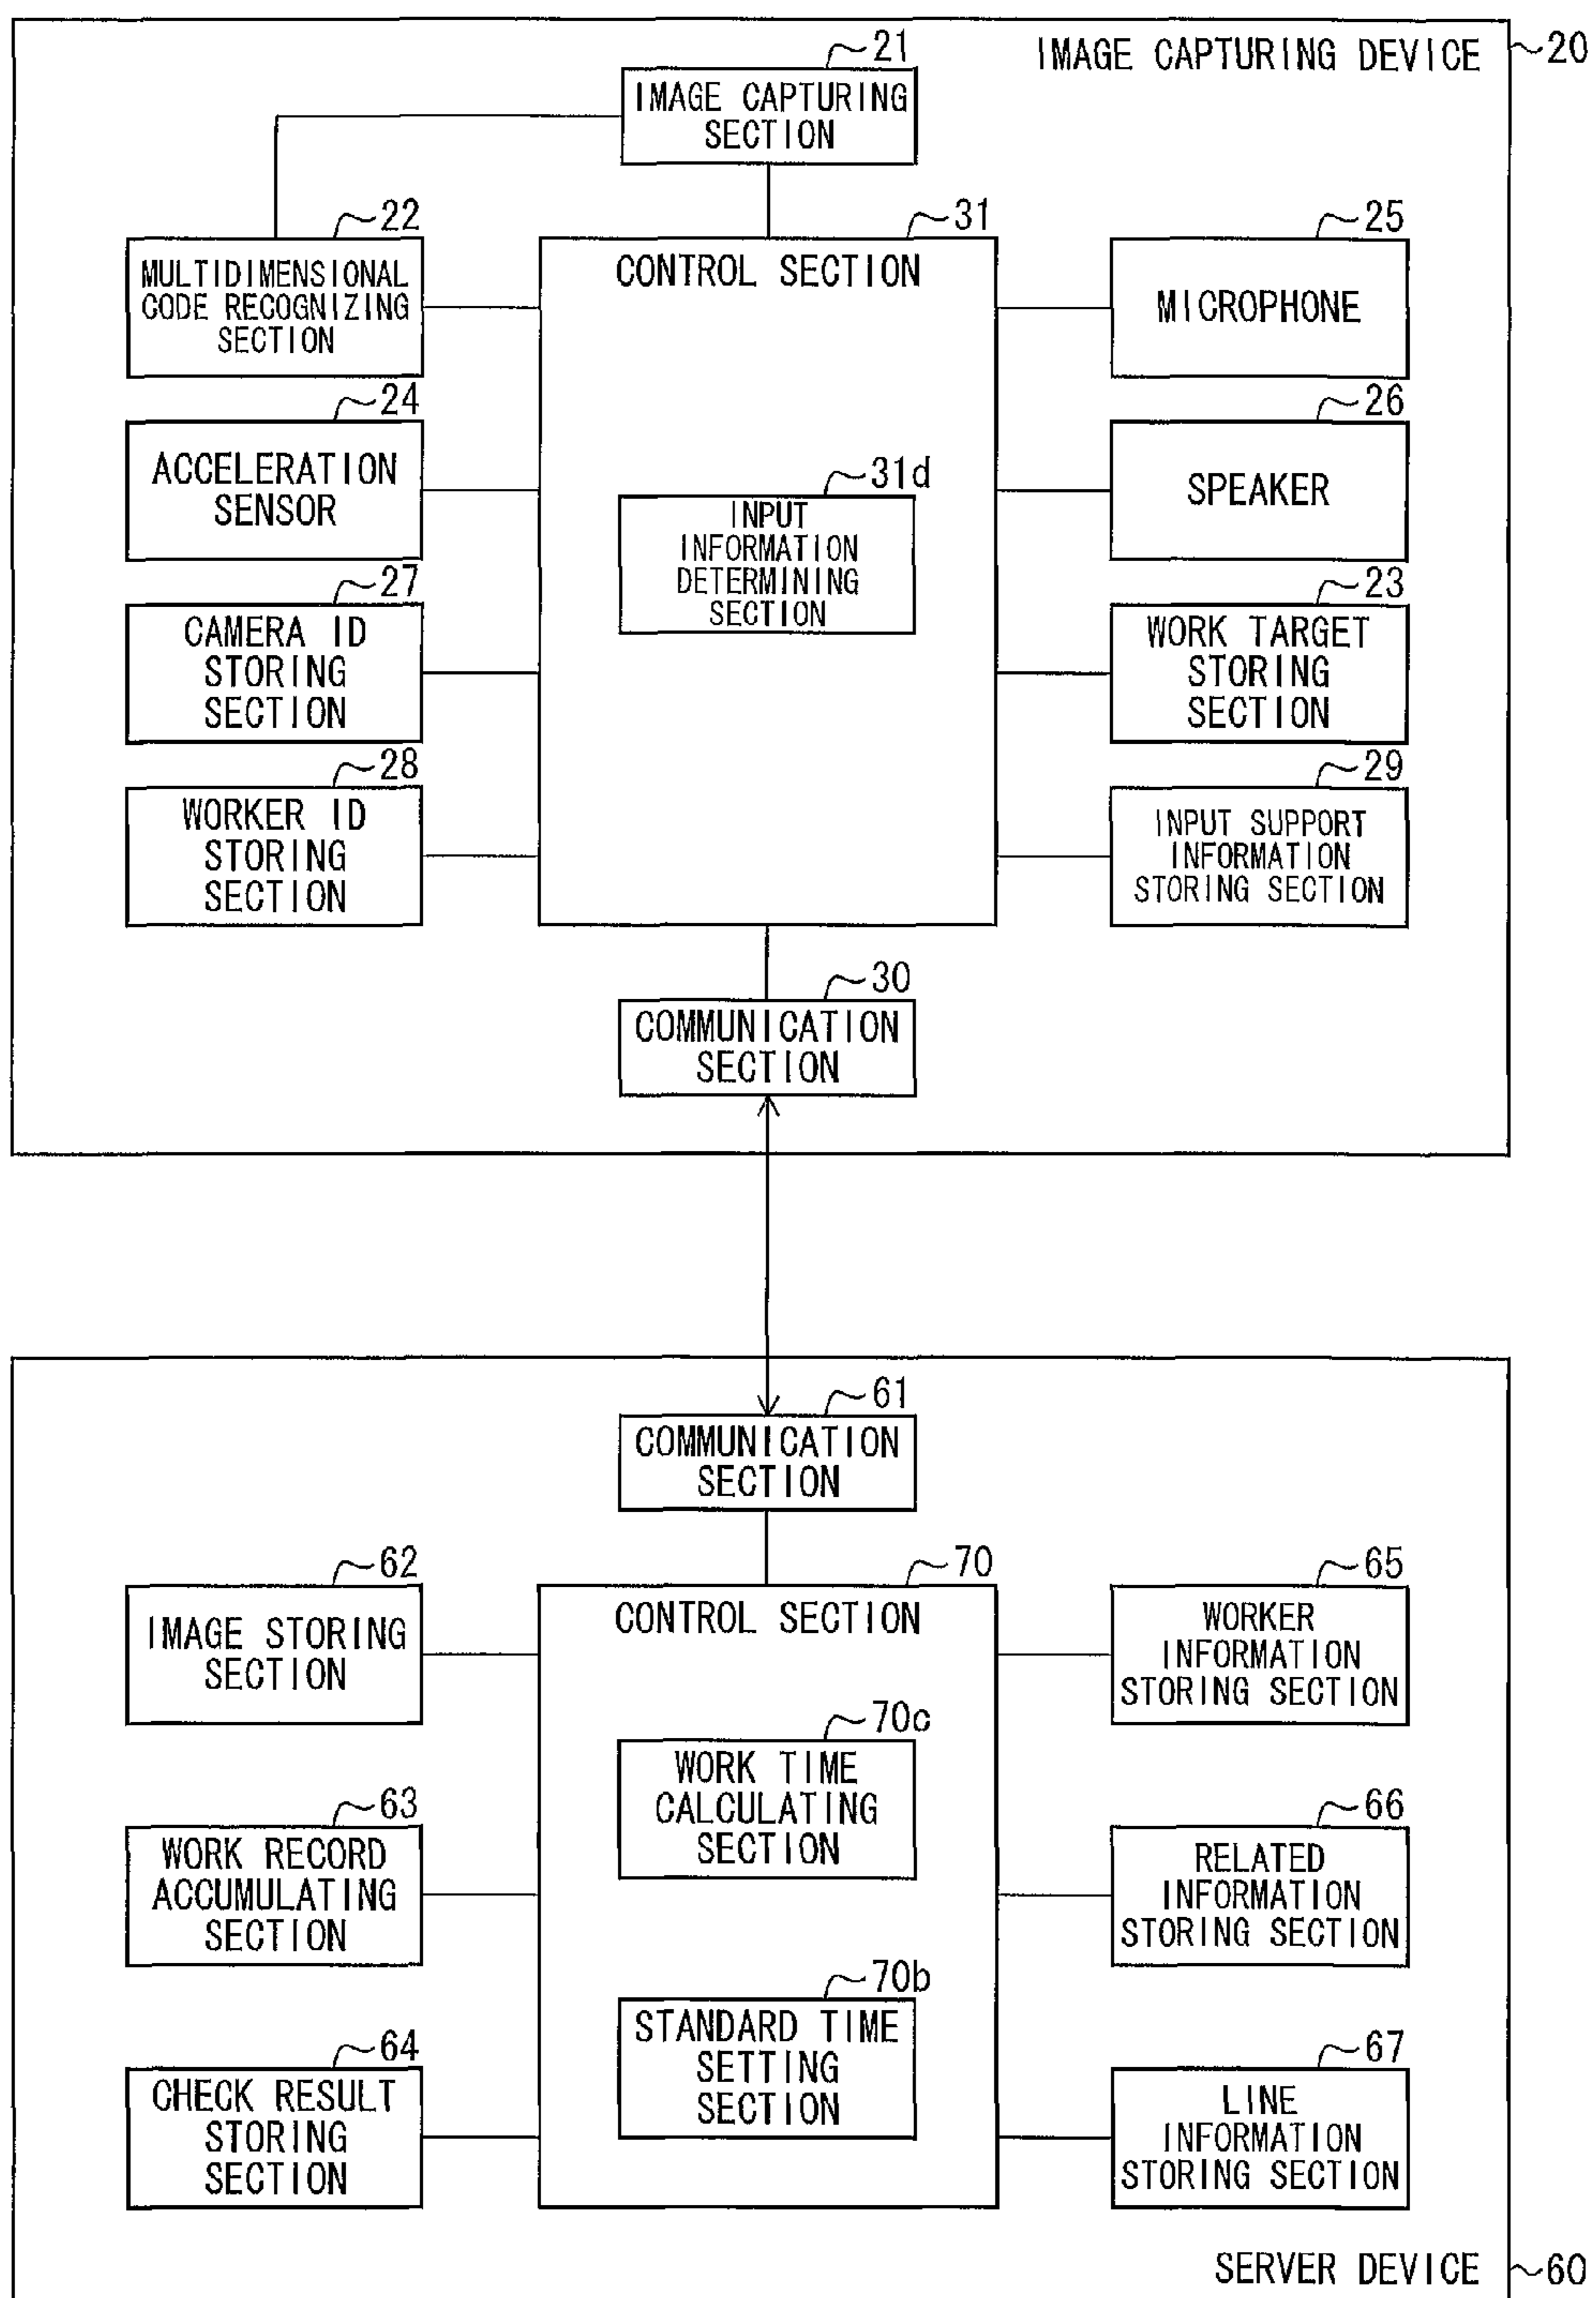 IMAGE CAPTURING DEVICE
20
21
IMAGE CAPTURING
SECTION
22
MULTIDIMENSIONAL
CODE RECOGNIZING
SECTION
31
CONTROL SECTION
25
MICROPHONE
24
ACCELERATION
SENSOR
31d
INPUT
INFORMATION
DETERMINING
SECTION
26
SPEAKER
27
CAMERA ID
STORING
SECTION
23
WORK TARGET
STORING
SECTION
28
WORKER ID
STORING
SECTION
29
INPUT SUPPORT
INFORMATION
STORING SECTION
30
COMMUNICATION
SECTION
61
COMMUNICATION
SECTION
62
IMAGE STORING
SECTION
70
CONTROL SECTION
65
WORKER
INFORMATION
STORING SECTION
70c
WORK TIME
CALCULATING
SECTION
63
WORK RECORD
ACCUMULATING
SECTION
66
RELATED
INFORMATION
STORING SECTION
70b
STANDARD TIME
SETTING
SECTION
64
CHECK RESULT
STORING
SECTION
67
LINE
INFORMATION
STORING SECTION
SERVER DEVICE
60